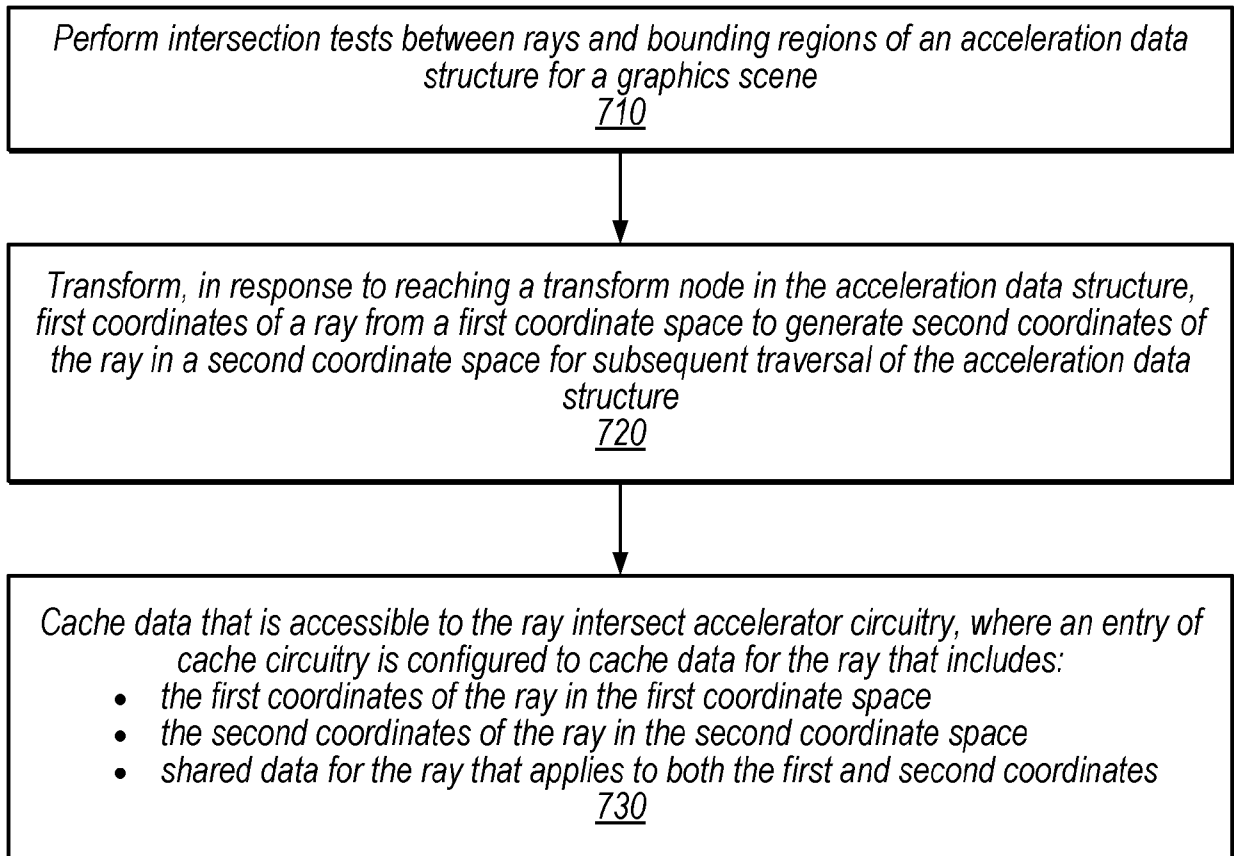 Perform intersection tests between rays and bounding regions of an acceleration data
structure for a graphics scene
710
Transform, in response to reaching a transform node in the acceleration data structure,
first coordinates of a ray from a first coordinate space to generate second coordinates of
the ray in a second coordinate space for subsequent traversal of the acceleration data
structure
720
Cache data that is accessible to the ray intersect accelerator circuitry, where an entry of
cache circuitry is configured to cache data for the ray that includes:
• the first coordinates of the ray in the first coordinate space
• the second coordinates of the ray in the second coordinate space
• shared data for the ray that applies to both the first and second coordinates
730